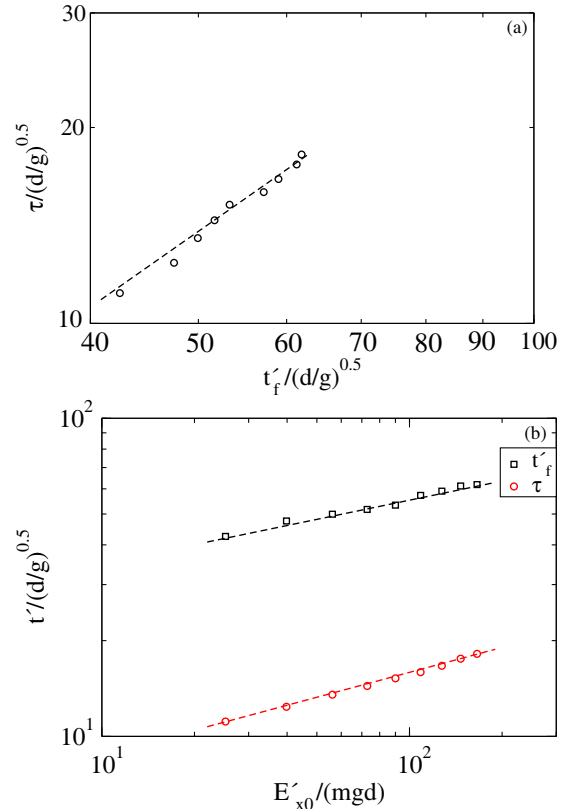 30
(a)
20
τ/(d/g)^0.5
10
40 50 60 70 80 90 100
t´_f/(d/g)^0.5
10^2
(b)
t´_f
τ
t´/(d/g)^0.5
10^1
10^1 10^2
E´_x0/(mgd)